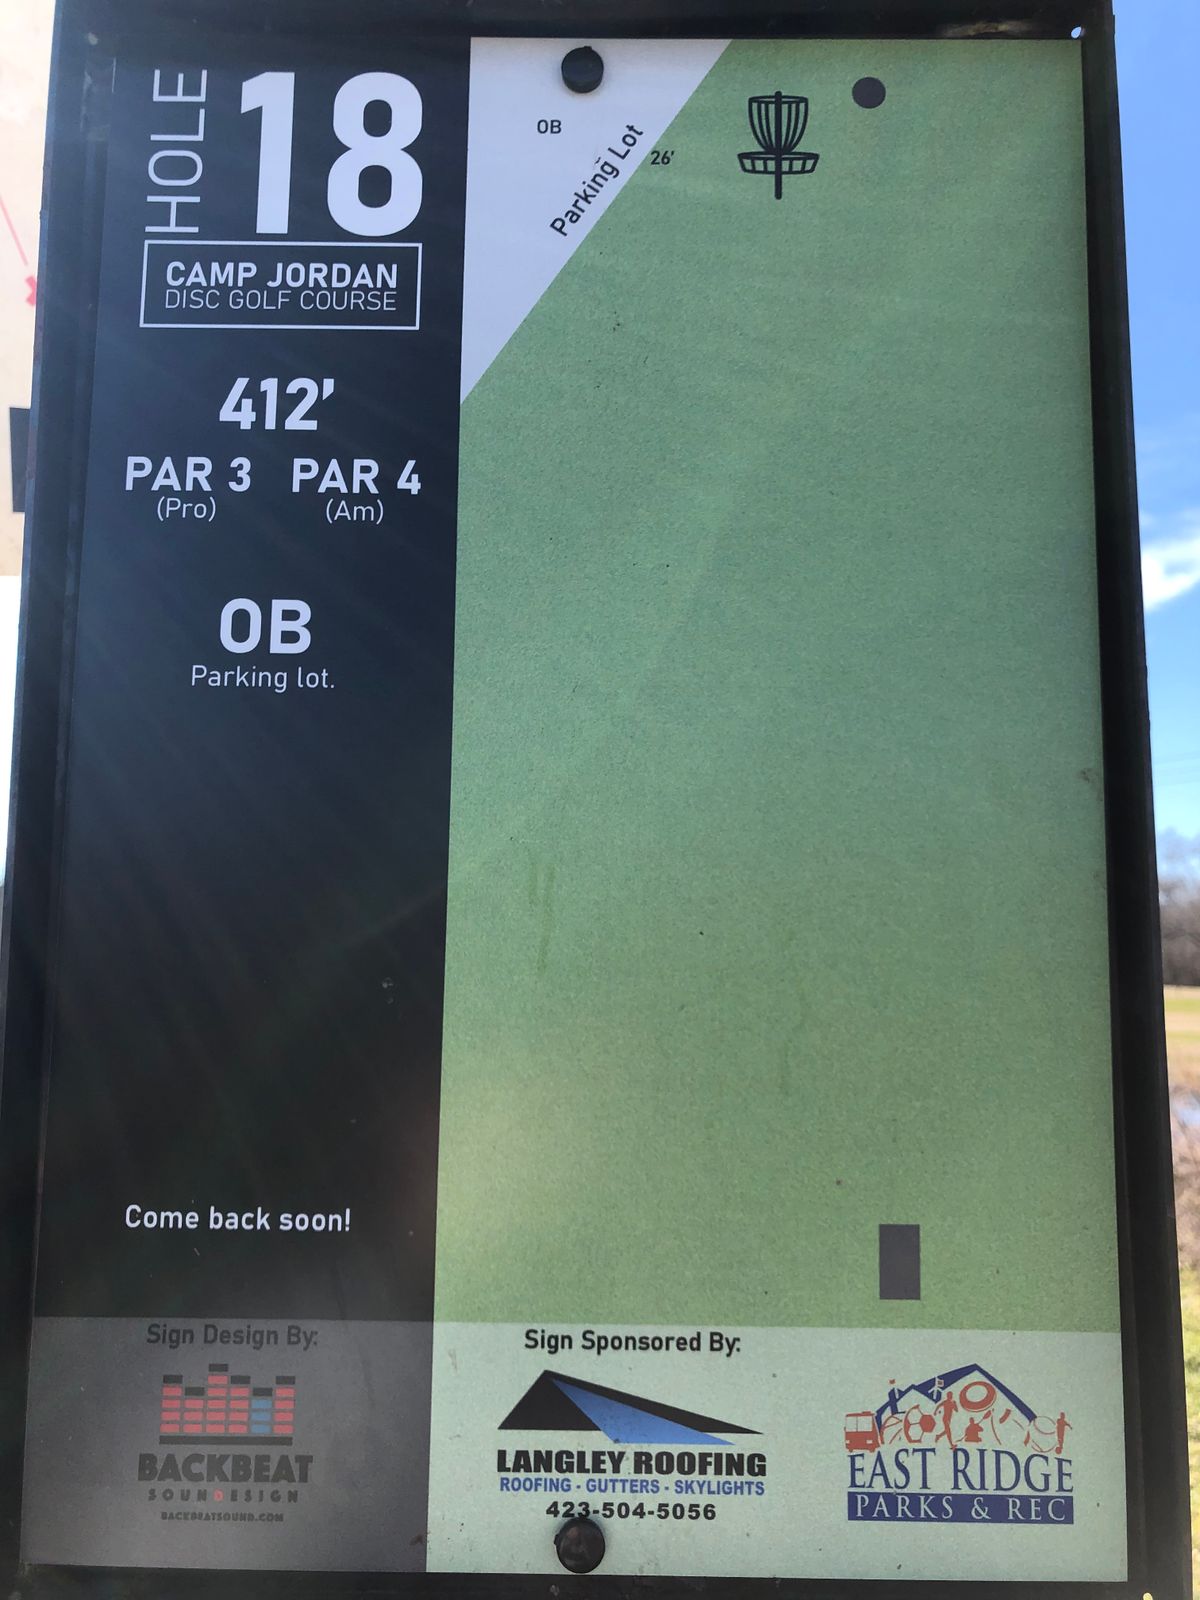 HOLE 18
CAMP JORDAN
DISC GOLF COURSE
412'
PAR 3 PAR 4
(Pro) (Am)
OB
Parking lot.
Come back soon!
OB
Parking Lot
26'
Sign Design By:
BACKBEAT
SOUNDESIGN
BACKBEATSOUND.COM
Sign Sponsored By:
LANGLEY ROOFING
ROOFING - GUTTERS - SKYLIGHTS
423-504-5056
EAST RIDGE
PARKS & REC